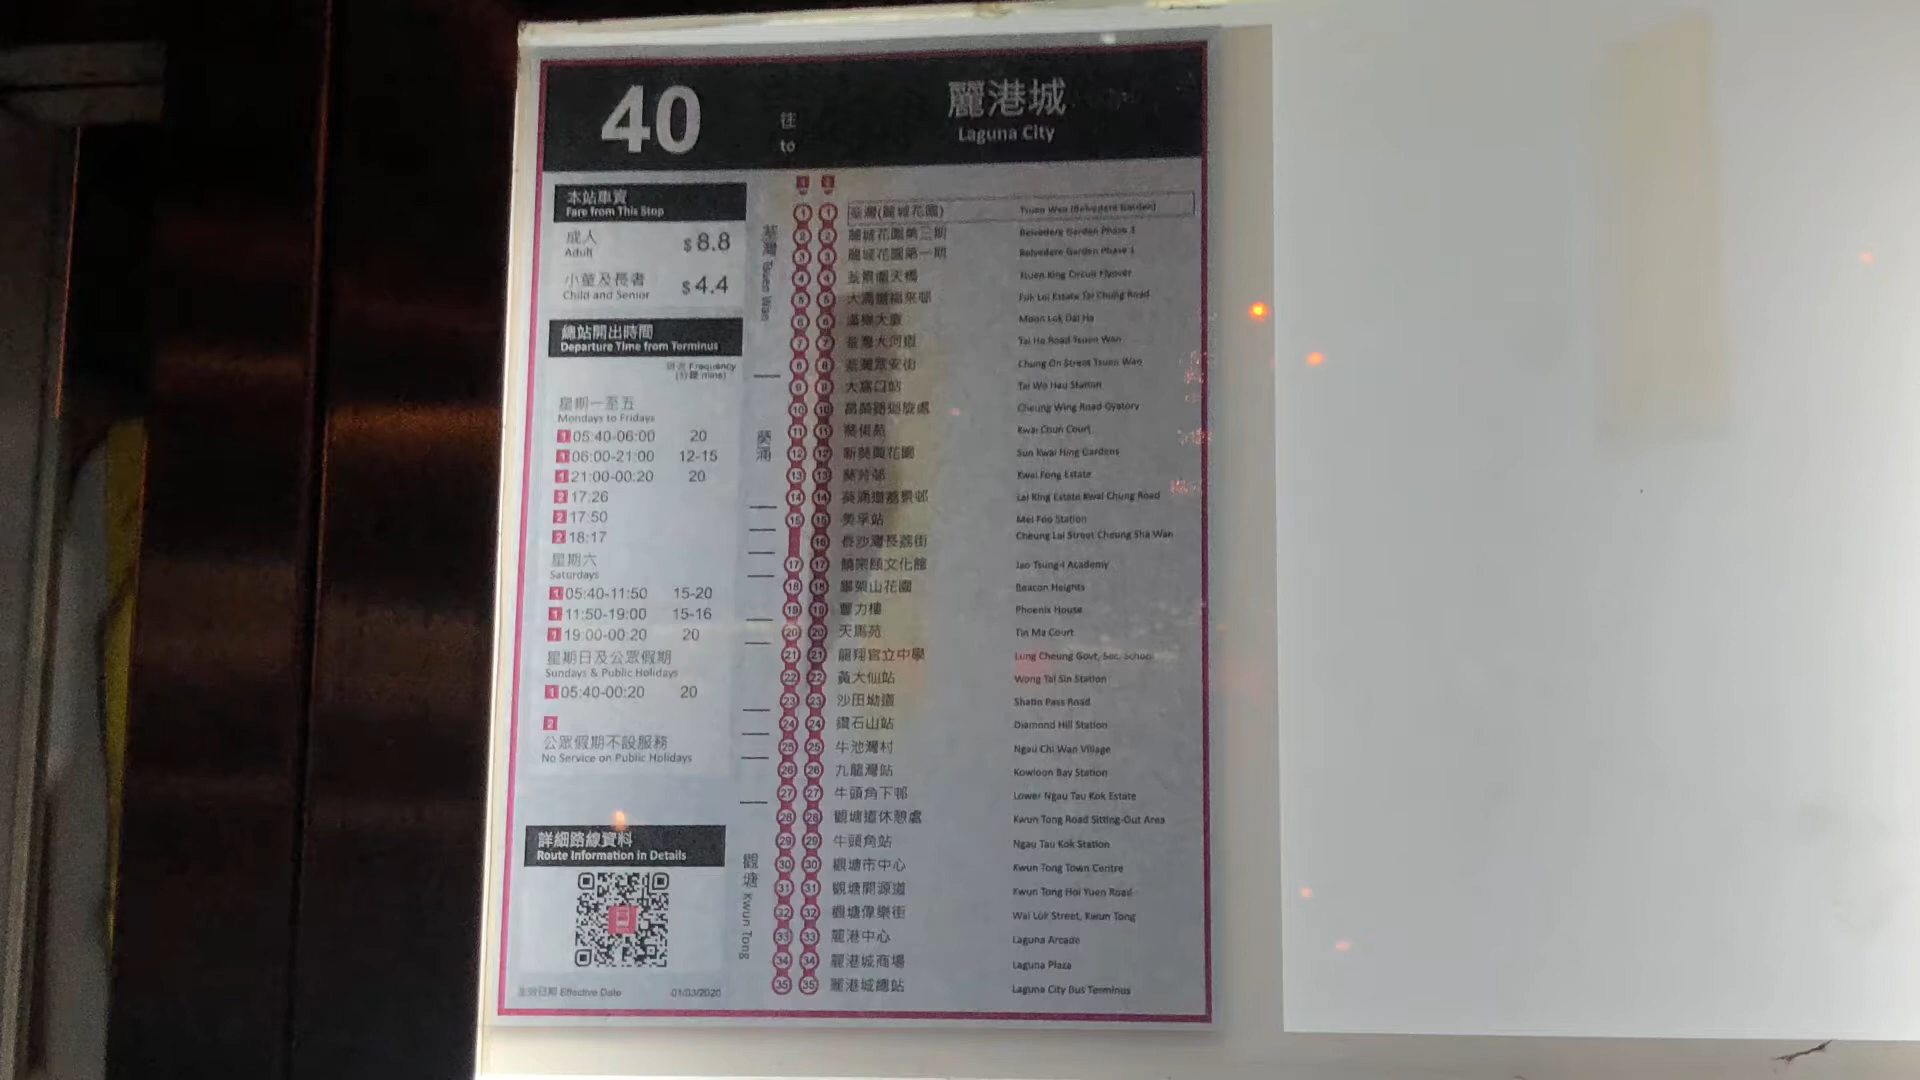 40
往
to
麗港城
Laguna City
本站車資
Fare from This Stop
成人
Adult
$8.8
小童及長者
Child and Senior
$4.4
總站開出時間
Departure Time from Terminus
班次 Frequency
(分鐘 mins)
星期一至五
Mondays to Fridays
1 05:40-06:00 20
1 06:00-21:00 12-15
1 21:00-00:20 20
2 17:26
2 17:50
2 18:17
星期六
Saturdays
1 05:40-11:50 15-20
1 11:50-19:00 15-16
1 19:00-00:20 20
星期日及公眾假期
Sundays & Public Holidays
1 05:40-00:20 20
2
公眾假期不設服務
No Service on Public Holidays
詳細路線資料
Route Information in Details
生效日期 Effective Date 01/03/2020
荃灣 Tsuen Wan
葵涌
觀塘 Kwun Tong
1 2
1 1 荃灣(麗城花園) Tsuen Wan (Belvedere Garden)
2 2 麗城花園第三期 Belvedere Garden Phase 3
3 3 麗城花園第一期 Belvedere Garden Phase 1
4 4 荃景圍天橋 Tsuen King Circuit Flyover
5 5 大涌道福來邨 Fuk Loi Estate Tai Chung Road
6 6 滿樂大廈 Moon Lok Dai Ha
7 7 荃灣大河道 Tai Ho Road Tsuen Wan
8 8 荃灣眾安街 Chung On Street Tsuen Wan
9 9 大窩口站 Tai Wo Hau Station
10 10 昌榮路迴旋處 Cheung Wing Road Gyatory
11 11 葵俊苑 Kwai Chun Court
12 12 新葵興花園 Sun Kwai Hing Gardens
13 13 葵芳邨 Kwai Fong Estate
14 14 葵涌道荔景邨 Lai King Estate Kwai Chung Road
15 15 美孚站 Mei Foo Station
16 長沙灣長荔街 Cheung Lai Street Cheung Sha Wan
17 17 饒宗頤文化館 Jao Tsung-I Academy
18 18 畢架山花園 Beacon Heights
19 19 豐力樓 Phoenix House
20 20 天馬苑 Tin Ma Court
21 21 龍翔官立中學 Lung Cheung Govt. Sec. School
22 22 黃大仙站 Wong Tai Sin Station
23 23 沙田坳道 Shatin Pass Road
24 24 鑽石山站 Diamond Hill Station
25 25 牛池灣村 Ngau Chi Wan Village
26 26 九龍灣站 Kowloon Bay Station
27 27 牛頭角下邨 Lower Ngau Tau Kok Estate
28 28 觀塘道休憩處 Kwun Tong Road Sitting-Out Area
29 29 牛頭角站 Ngau Tau Kok Station
30 30 觀塘市中心 Kwun Tong Town Centre
31 31 觀塘開源道 Kwun Tong Hoi Yuen Road
32 32 觀塘偉樂街 Wai Lok Street, Kwun Tong
33 33 麗港中心 Laguna Arcade
34 34 麗港城商場 Laguna Plaza
35 35 麗港城總站 Laguna City Bus Terminus